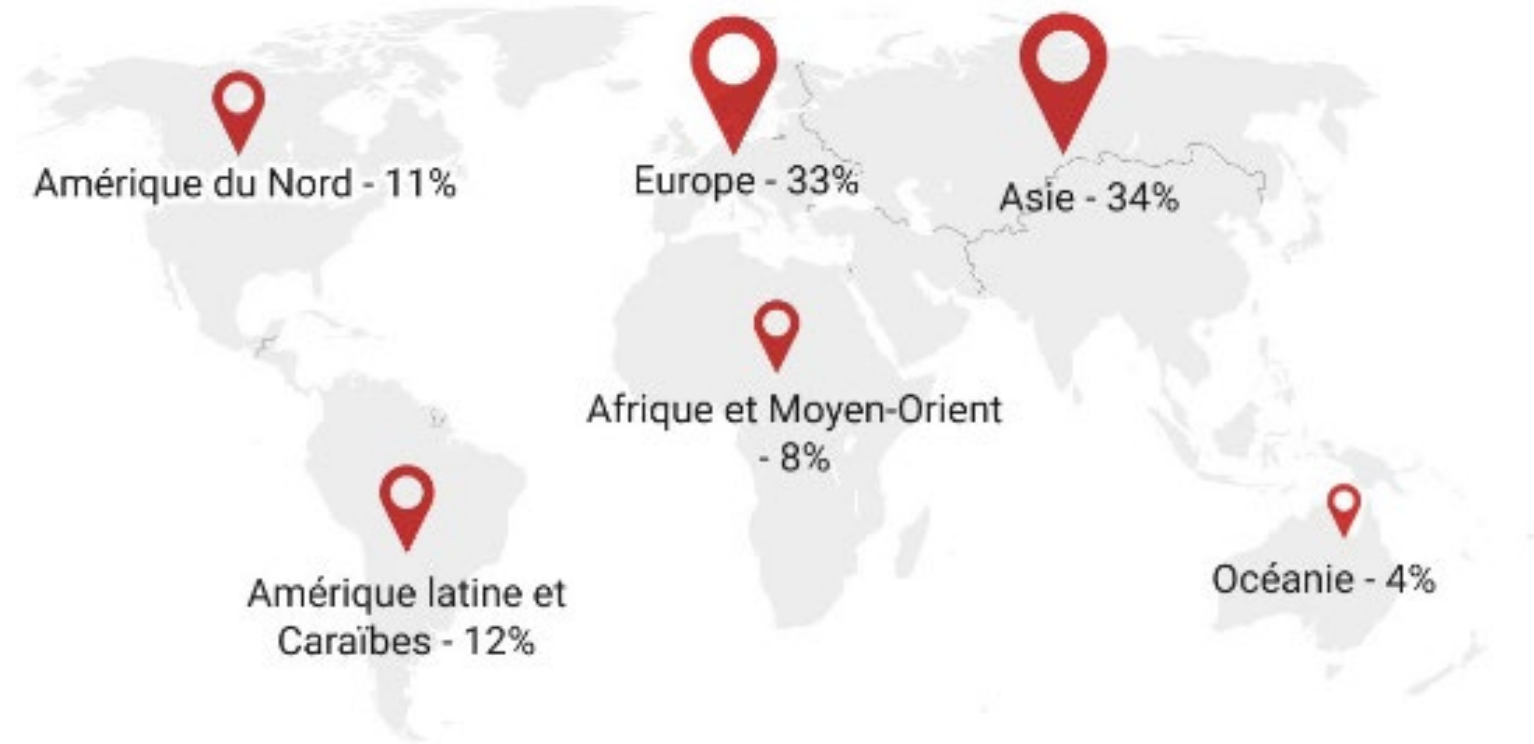 Amérique du Nord - 11%
Europe - 33%
Asie - 34%
Afrique et Moyen-Orient
- 8%
Amérique latine et
Caraïbes - 12%
Océanie - 4%